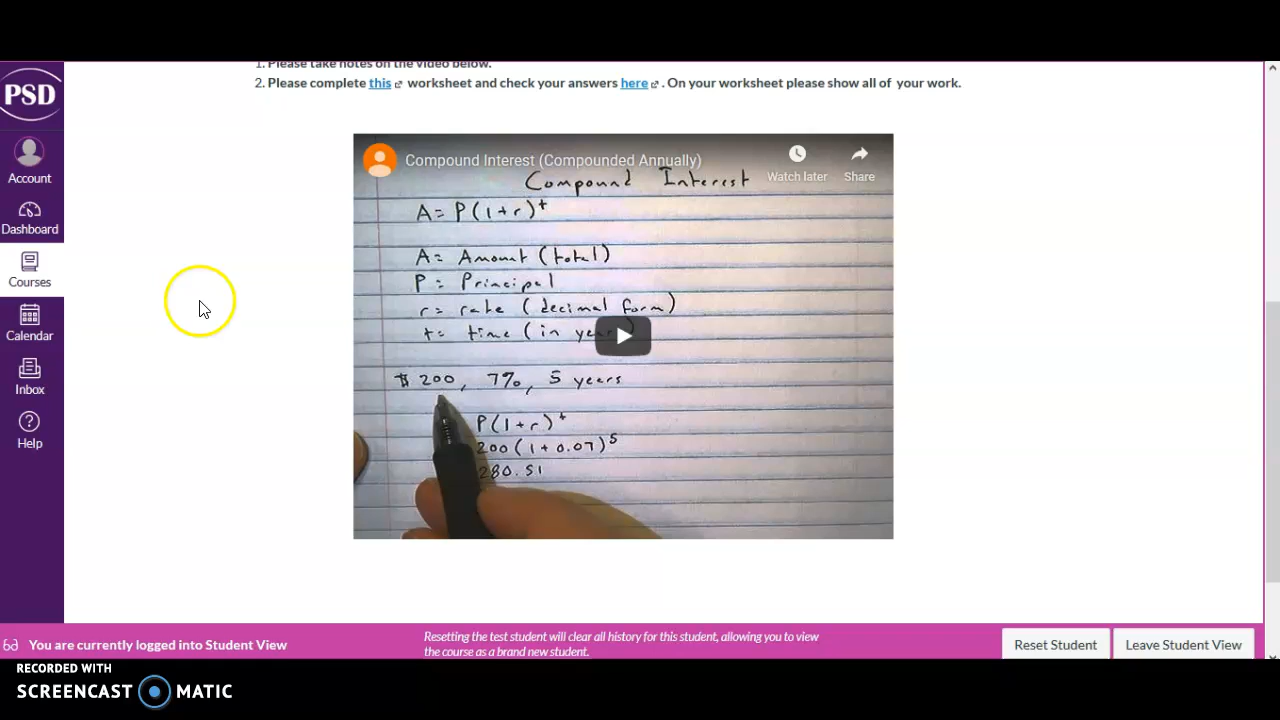 1. Please take notes on the video below.
2. Please complete this worksheet and check your answers here . On your worksheet please show all of your work.
PSD
Account
Dashboard
Courses
Calendar
Inbox
Help
Compound Interest (Compounded Annually)
Watch later
Share
Compound Interest
A= P(1+r)^t
A= Amount (total)
P= Principal
r= rate (decimal form)
t= time (in year)
$ 200, 7%, 5 years
P(1+r)^t
200(1+0.07)^5
280.51
You are currently logged into Student View
Resetting the test student will clear all history for this student, allowing you to view
the course as a brand new student.
Reset Student
Leave Student View
RECORDED WITH
SCREENCAST MATIC